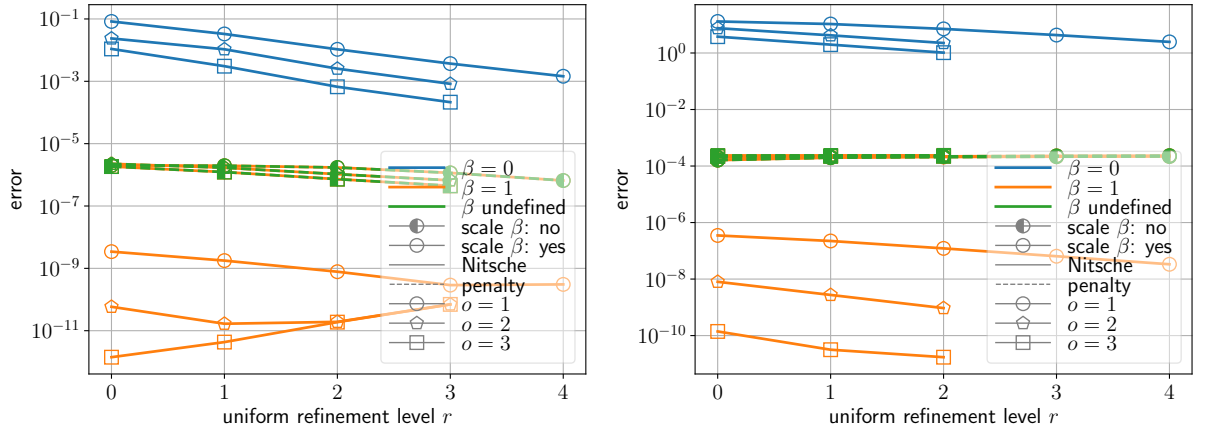 10⁻¹
10⁻³
10⁻⁵
10⁻⁷
10⁻⁹
10⁻¹¹
error
0 1 2 3 4
uniform refinement level r
β = 0
β = 1
β undefined
scale β: no
scale β: yes
Nitsche
penalty
o = 1
o = 2
o = 3
10⁰
10⁻²
10⁻⁴
10⁻⁶
10⁻⁸
10⁻¹⁰
error
0 1 2 3 4
uniform refinement level r
β = 0
β = 1
β undefined
scale β: no
scale β: yes
Nitsche
penalty
o = 1
o = 2
o = 3